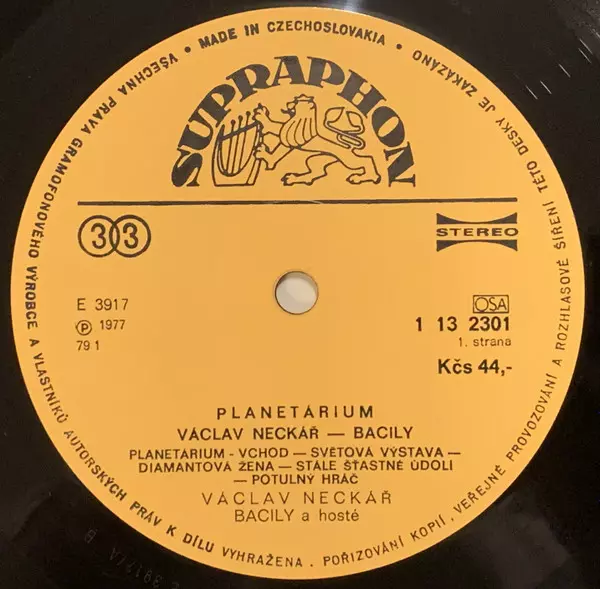 VŠECHNA PRÁVA GRAMOFONOVÉHO VÝROBCE A VLASTNÍKŮ AUTORSKÝCH PRÁV K DÍLU VYHRAŽENA. POŘIZOVÁNÍ KOPIÍ, VEŘEJNÉ PROVOZOVÁNÍ A ROZHLASOVÉ ŠÍŘENÍ TÉTO DESKY JE ZAKÁZÁNO • MADE IN CZECHOSLOVAKIA •
SUPRAPHON
33
STEREO
E 3917
Ⓟ 1977
79 1
OSA
1 13 2301
1. strana
Kčs 44,-
PLANETÁRIUM
VÁCLAV NECKÁŘ — BACILY
PLANETARIUM - VCHOD — SVĚTOVÁ VÝSTAVA —
DIAMANTOVÁ ŽENA — STÁLE ŠŤASTNÉ ÚDOLÍ
— POTULNÝ HRÁČ
VÁCLAV NECKÁŘ
BACILY a hosté